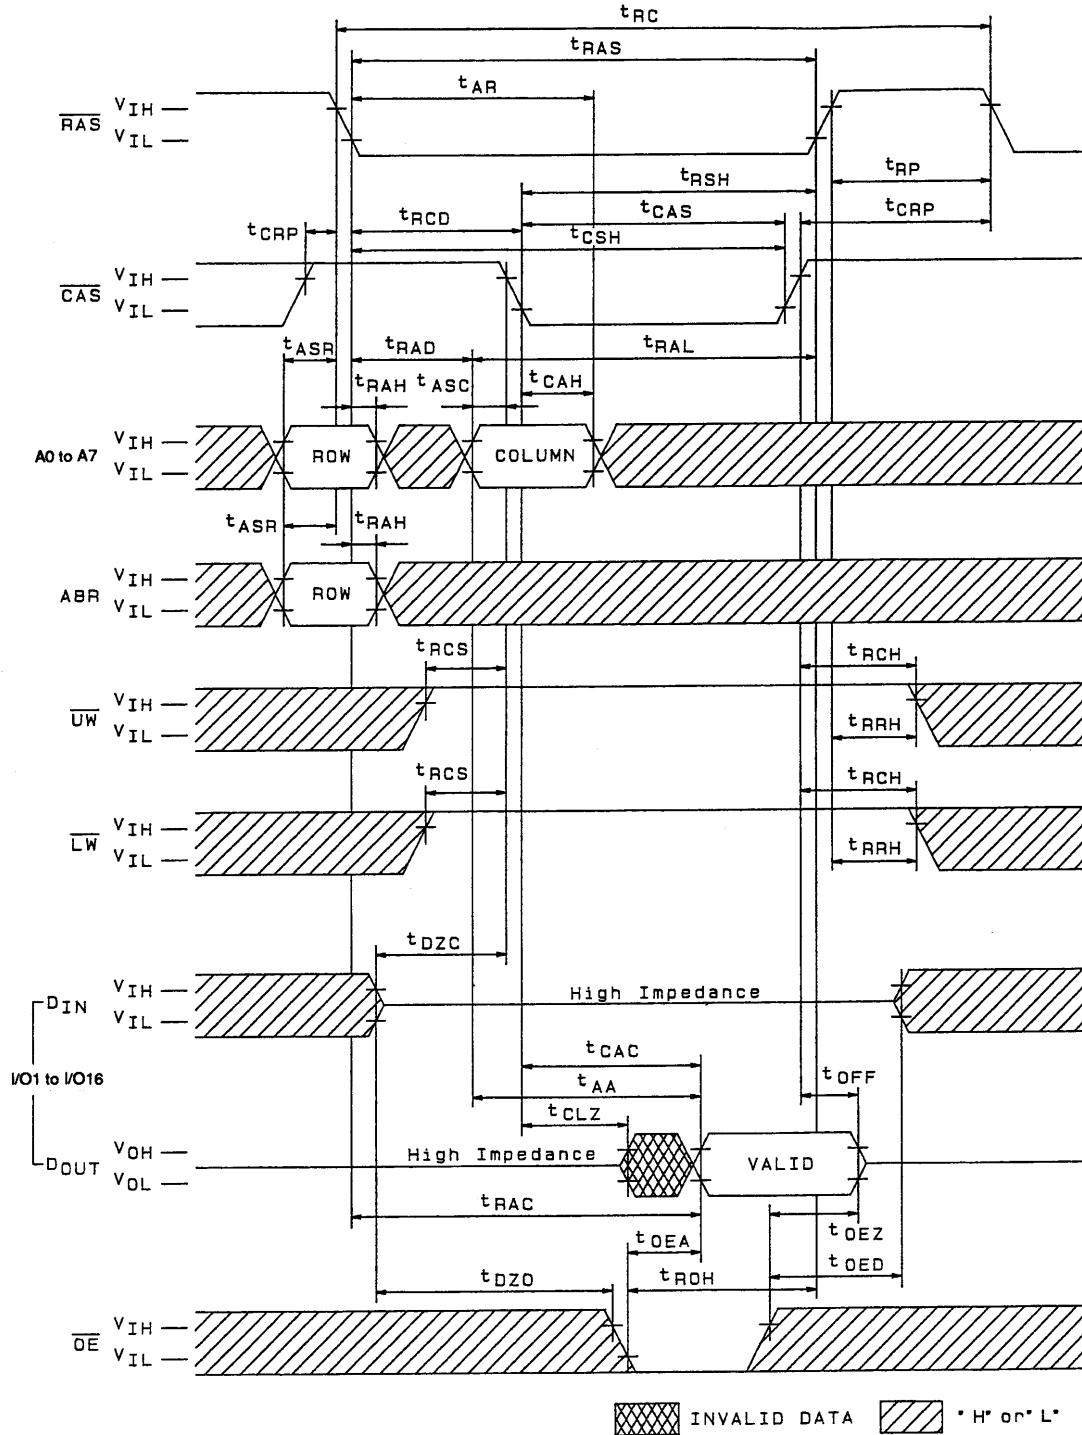 tRC
tRAS
tAR
RAS VIH
VIL
tRSH
tRP
tCRP tRCD tCAS tCRP
tCSH
CAS VIH
VIL
tASR tRAD tRAL
tRAH tASC tCAH
A0 to A7 VIH
VIL
ROW COLUMN
tASR tRAH
ABR VIH
VIL
ROW
tRCS tRCH
UW VIH
VIL
tRRH
tRCS tRCH
LW VIH
VIL
tRRH
tDZC
DIN VIH
VIL
High Impedance
I/O1 to I/O16
tCAC
tAA tOFF
tCLZ
DOUT VOH
VOL
High Impedance VALID
tRAC
tOEZ
tOEA
tOED
tDZO tROH
OE VIH
VIL
INVALID DATA "H" or "L"